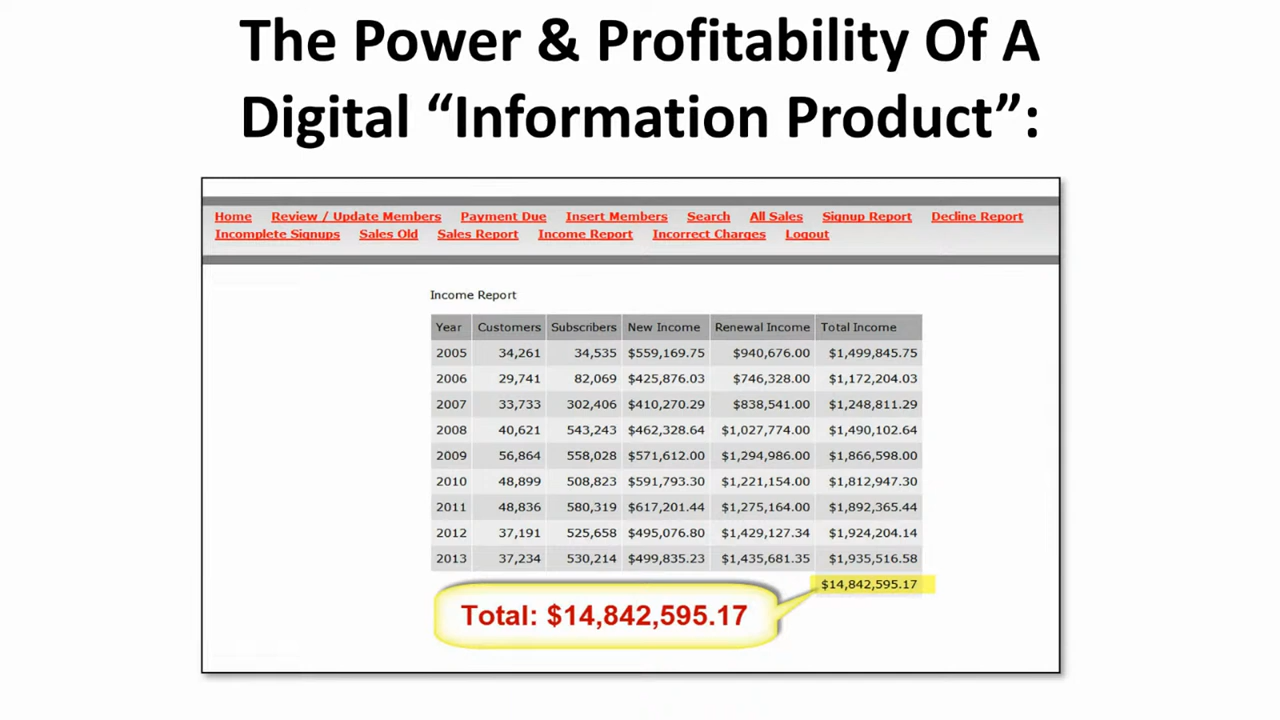 The Power & Profitability Of A
Digital “Information Product”:
Home Review / Update Members Payment Due Insert Members Search All Sales Signup Report Decline Report
Incomplete Signups Sales Old Sales Report Income Report Incorrect Charges Logout
Income Report
Year Customers Subscribers New Income Renewal Income Total Income
2005 34,261 34,535 $559,169.75 $940,676.00 $1,499,845.75
2006 29,741 82,069 $425,876.03 $746,328.00 $1,172,204.03
2007 33,733 302,406 $410,270.29 $838,541.00 $1,248,811.29
2008 40,621 543,243 $462,328.64 $1,027,774.00 $1,490,102.64
2009 56,864 558,028 $571,612.00 $1,294,986.00 $1,866,598.00
2010 48,899 508,823 $591,793.30 $1,221,154.00 $1,812,947.30
2011 48,836 580,319 $617,201.44 $1,275,164.00 $1,892,365.44
2012 37,191 525,658 $495,076.80 $1,429,127.34 $1,924,204.14
2013 37,234 530,214 $499,835.23 $1,435,681.35 $1,935,516.58
$14,842,595.17
Total: $14,842,595.17